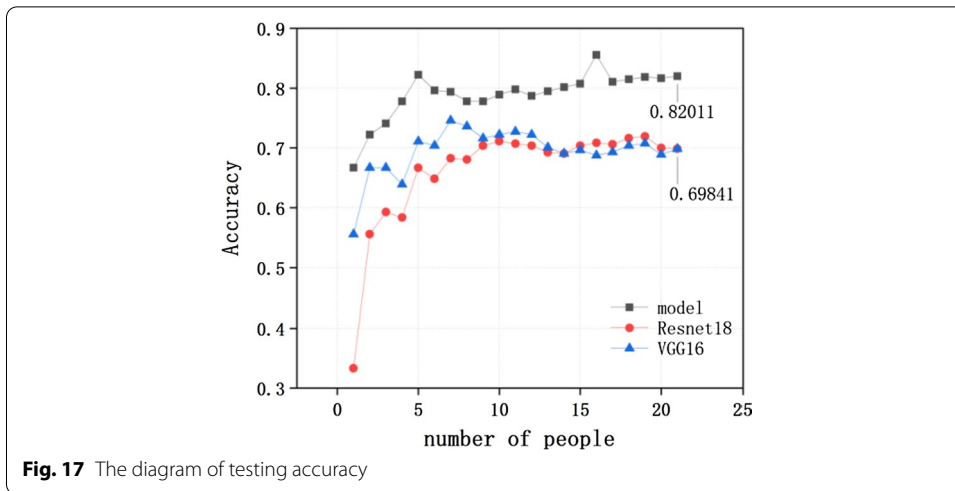 0.9
0.8
0.7
0.6
0.5
0.4
0.3
Accuracy
0.82011
0.69841
model
Resnet18
VGG16
0 5 10 15 20 25
number of people
Fig. 17 The diagram of testing accuracy